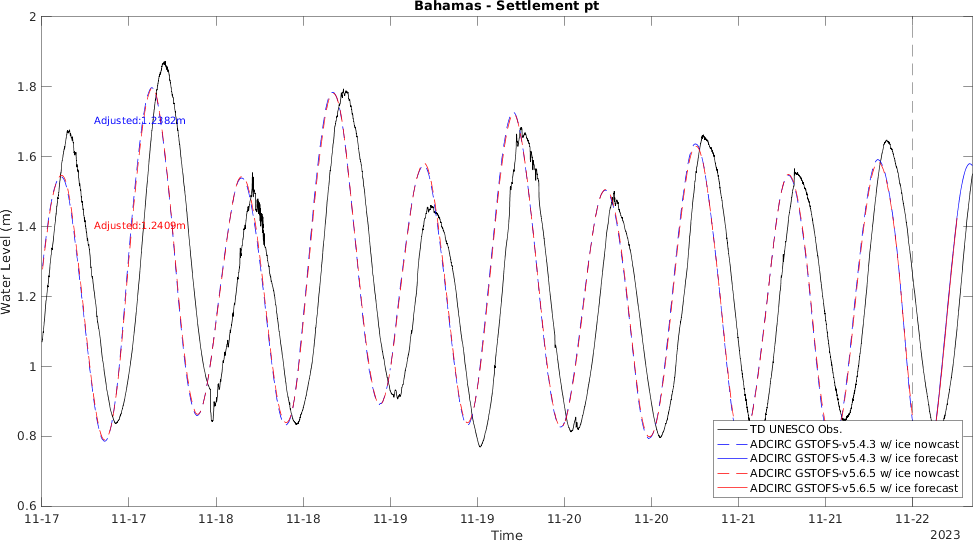 Bahamas - Settlement pt
2
1.8
1.6
1.4
1.2
1
0.8
0.6
Water Level (m)
Adjusted:1.2382m
Adjusted:1.2409m
TD UNESCO Obs.
ADCIRC GSTOFS-v5.4.3 w/ ice nowcast
ADCIRC GSTOFS-v5.4.3 w/ ice forecast
ADCIRC GSTOFS-v5.6.5 w/ ice nowcast
ADCIRC GSTOFS-v5.6.5 w/ ice forecast
11-17 11-17 11-18 11-18 11-19 11-19 11-20 11-20 11-21 11-21 11-22
Time
2023